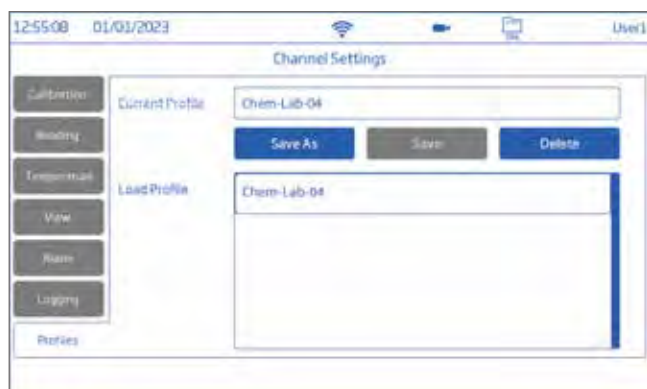 12:55:08 01/01/2023 User1
Channel Settings
Calibration
Current Profile Chem-Lab-04
Reading
Save As Save Delete
Temperature
Load Profile Chem-Lab-04
View
Alarm
Logging
Profiles